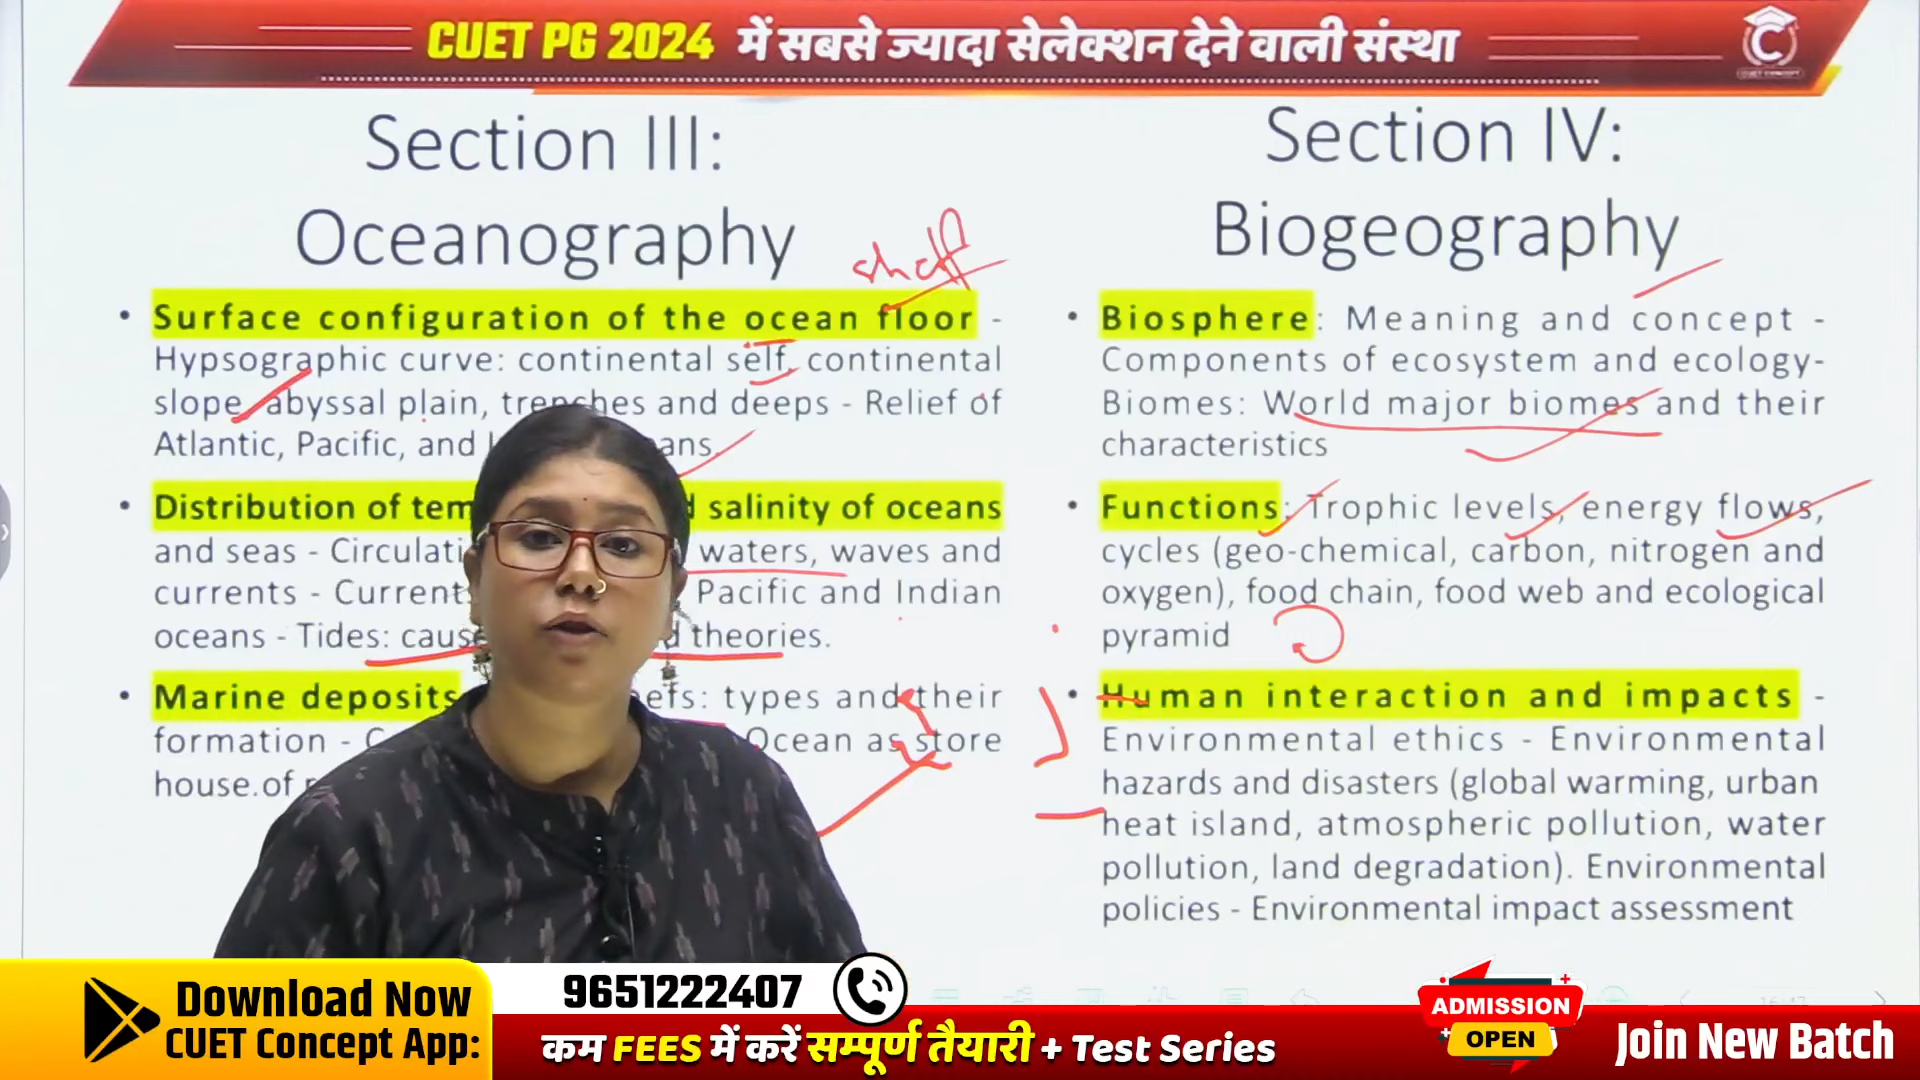 CUET PG 2024 में सबसे ज्यादा सेलेक्शन देने वाली संस्था
CUET CONCEPT
Section III:
Oceanography
shelf
Surface configuration of the ocean floor -
Hypsographic curve: continental self, continental
slope, abyssal plain, trenches and deeps - Relief of
Atlantic, Pacific, and
Distribution of salinity of oceans
and seas - waters, waves and
currents - Pacific and Indian
oceans - Tides: theories.
Marine deposits types and their
formation - Ocean as store
house of
Section IV:
Biogeography
Biosphere: Meaning and concept -
Components of ecosystem and ecology-
Biomes: World major biomes and their
characteristics
Functions: Trophic levels, energy flows,
cycles (geo-chemical, carbon, nitrogen and
oxygen), food chain, food web and ecological
pyramid
Human interaction and impacts -
Environmental ethics - Environmental
hazards and disasters (global warming, urban
heat island, atmospheric pollution, water
pollution, land degradation). Environmental
policies - Environmental impact assessment
Download Now
CUET Concept App:
9651222407
कम FEES में करें सम्पूर्ण तैयारी + Test Series
ADMISSION
OPEN
Join New Batch